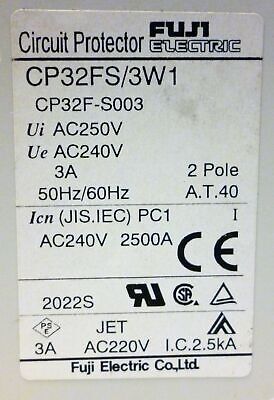 Circuit Protector FUJI ELECTRIC
CP32FS/3W1
CP32F-S003
Ui AC250V
Ue AC240V
3A 2 Pole
50Hz/60Hz A.T.40
Icn (JIS.IEC) PC1 I
AC240V 2500A CE
2022S
PS E JET
3A AC220V I.C.2.5kA
Fuji Electric Co.,Ltd.